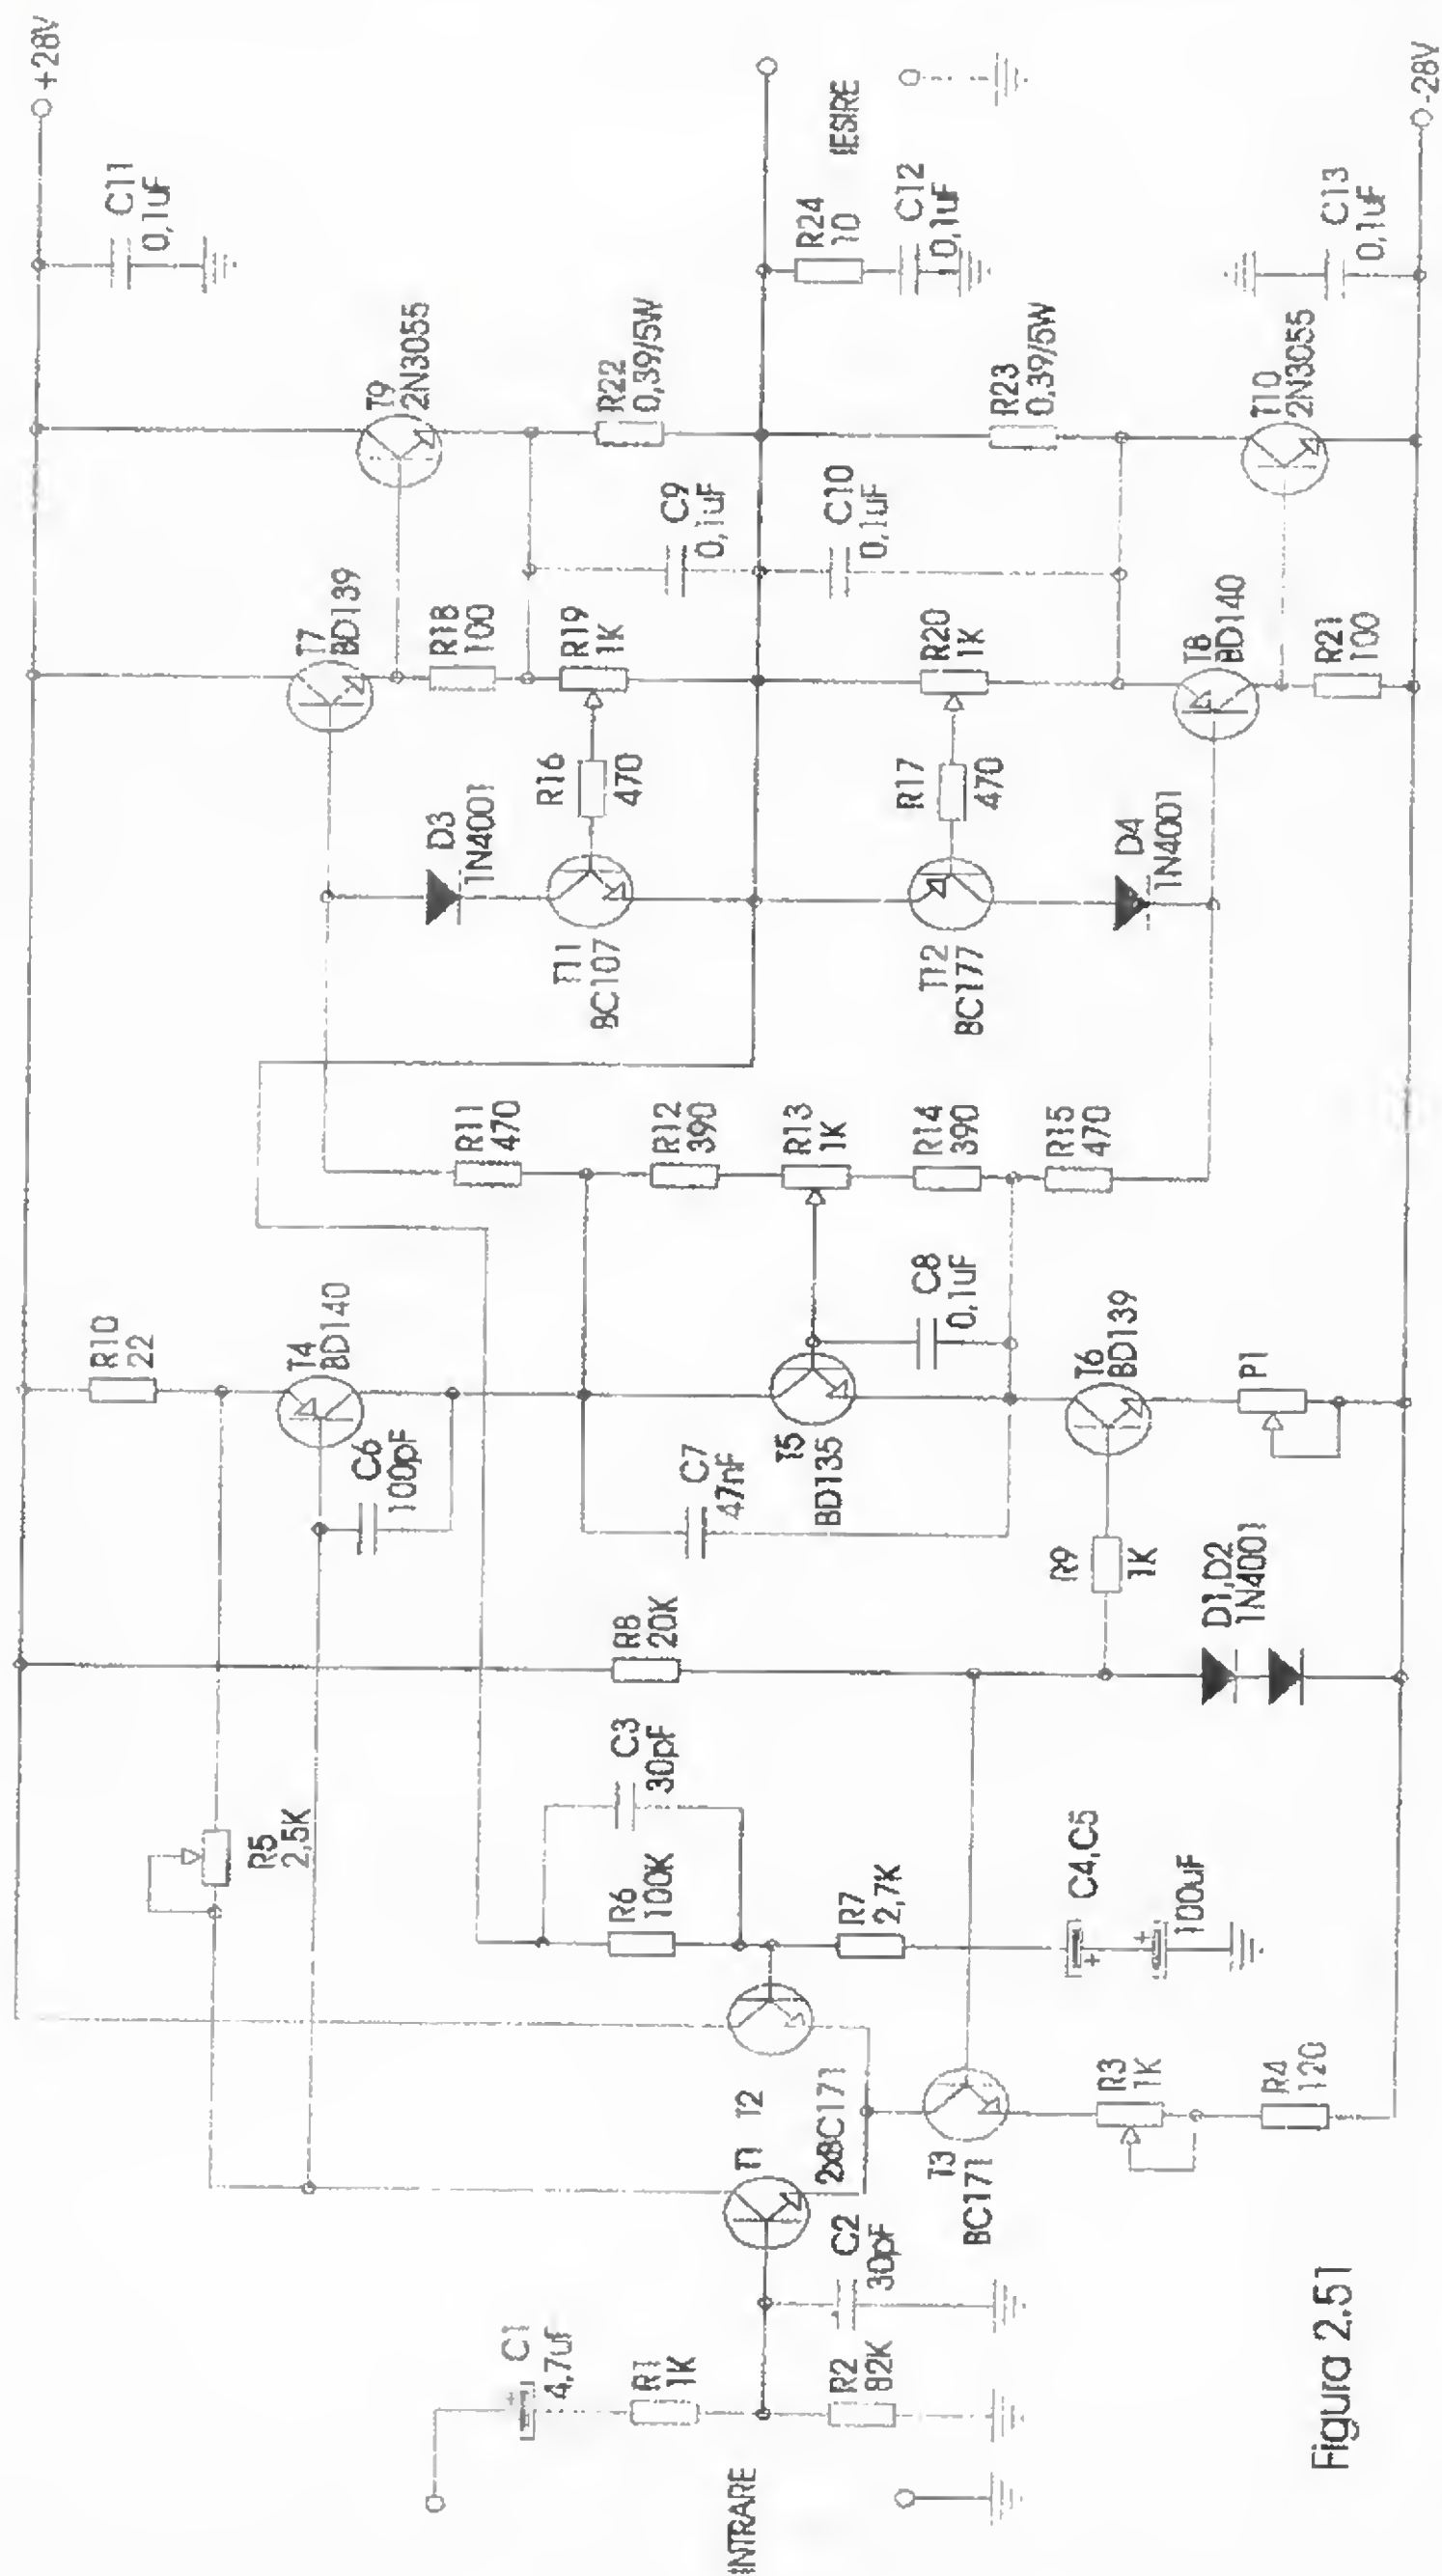 INTRARE
C1
4,7uF
R1
1K
R2
82K
C2
30pF
T1
T2
2xBC171
T3
BC171
R3
1K
R4
120
R5
2,5K
R6
100K
C3
30pF
R7
2,7K
C4,C5
100uF
R8
20K
R9
1K
D1,D2
1N4001
R10
22
T4
BD140
C6
100pF
C7
47nF
T5
BD135
C8
0,1uF
T6
BD139
P1
R11
470
R12
390
R13
1K
R14
390
R15
470
D3
1N4001
T11
BC107
R16
470
T12
BC177
R17
470
D4
1N4001
T7
BD139
R18
100
R19
1K
R20
1K
T8
BD140
R21
100
C9
0,1uF
C10
0,1uF
T9
2N3055
R22
0,39/5W
R23
0,39/5W
T10
2N3055
C11
0,1uF
R24
10
C12
0,1uF
C13
0,1uF
IESIRE
+28V
-28V
Figura 2.51